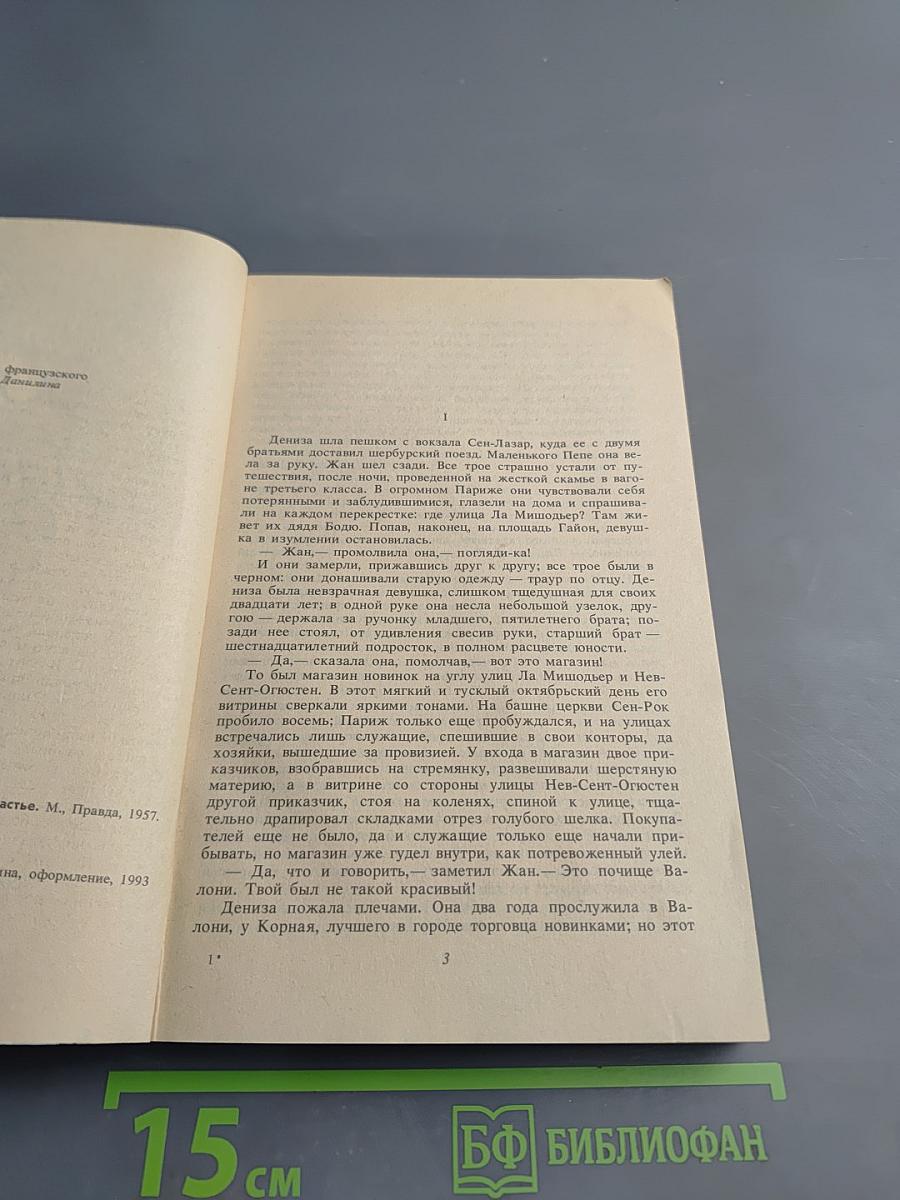 французского
Данилина
астье. М., Правда, 1957.
на, оформление, 1993
I
Дениза шла пешком с вокзала Сен-Лазар, куда ее с двумя
братьями доставил шербурский поезд. Маленького Пепе она ве-
ла за руку. Жан шел сзади. Все трое страшно устали от пу-
тешествия, после ночи, проведенной на жесткой скамье в ваго-
не третьего класса. В огромном Париже они чувствовали себя
потерянными и заблудившимися, глазели на дома и спрашива-
ли на каждом перекрестке: где улица Ла Мишодьер? Там жи-
вет их дядя Бодю. Попав, наконец, на площадь Гайон, девуш-
ка в изумлении остановилась.
— Жан,— промолвила она,— погляди-ка!
И они замерли, прижавшись друг к другу; все трое были в
черном: они донашивали старую одежду — траур по отцу. Де-
низа была невзрачная девушка, слишком тщедушная для своих
двадцати лет; в одной руке она несла небольшой узелок, дру-
гою — держала за ручонку младшего, пятилетнего брата; по-
зади нее стоял, от удивления свесив руки, старший брат —
шестнадцатилетний подросток, в полном расцвете юности.
— Да,— сказала она, помолчав,— вот это магазин!
То был магазин новинок на углу улиц Ла Мишодьер и Нев-
Сент-Огюстен. В этот мягкий и тусклый октябрьский день его
витрины сверкали яркими тонами. На башне церкви Сен-Рок
пробило восемь; Париж только еще пробуждался, и на улицах
встречались лишь служащие, спешившие в свои конторы, да
хозяйки, вышедшие за провизией. У входа в магазин двое при-
казчиков, взобравшись на стремянку, развешивали шерстяную
материю, а в витрине со стороны улицы Нев-Сент-Огюстен
другой приказчик, стоя на коленях, спиной к улице, тща-
тельно драпировал складками отрез голубого шелка. Покупа-
телей еще не было, да и служащие только еще начали при-
бывать, но магазин уже гудел внутри, как потревоженный улей.
— Да, что и говорить,— заметил Жан.— Это почище Ва-
лони. Твой был не такой красивый!
Дениза пожала плечами. Она два года прослужила в Ва-
лони, у Корная, лучшего в городе торговца новинками; но этот
1*
3
15 см
БФ БИБЛИОФАН